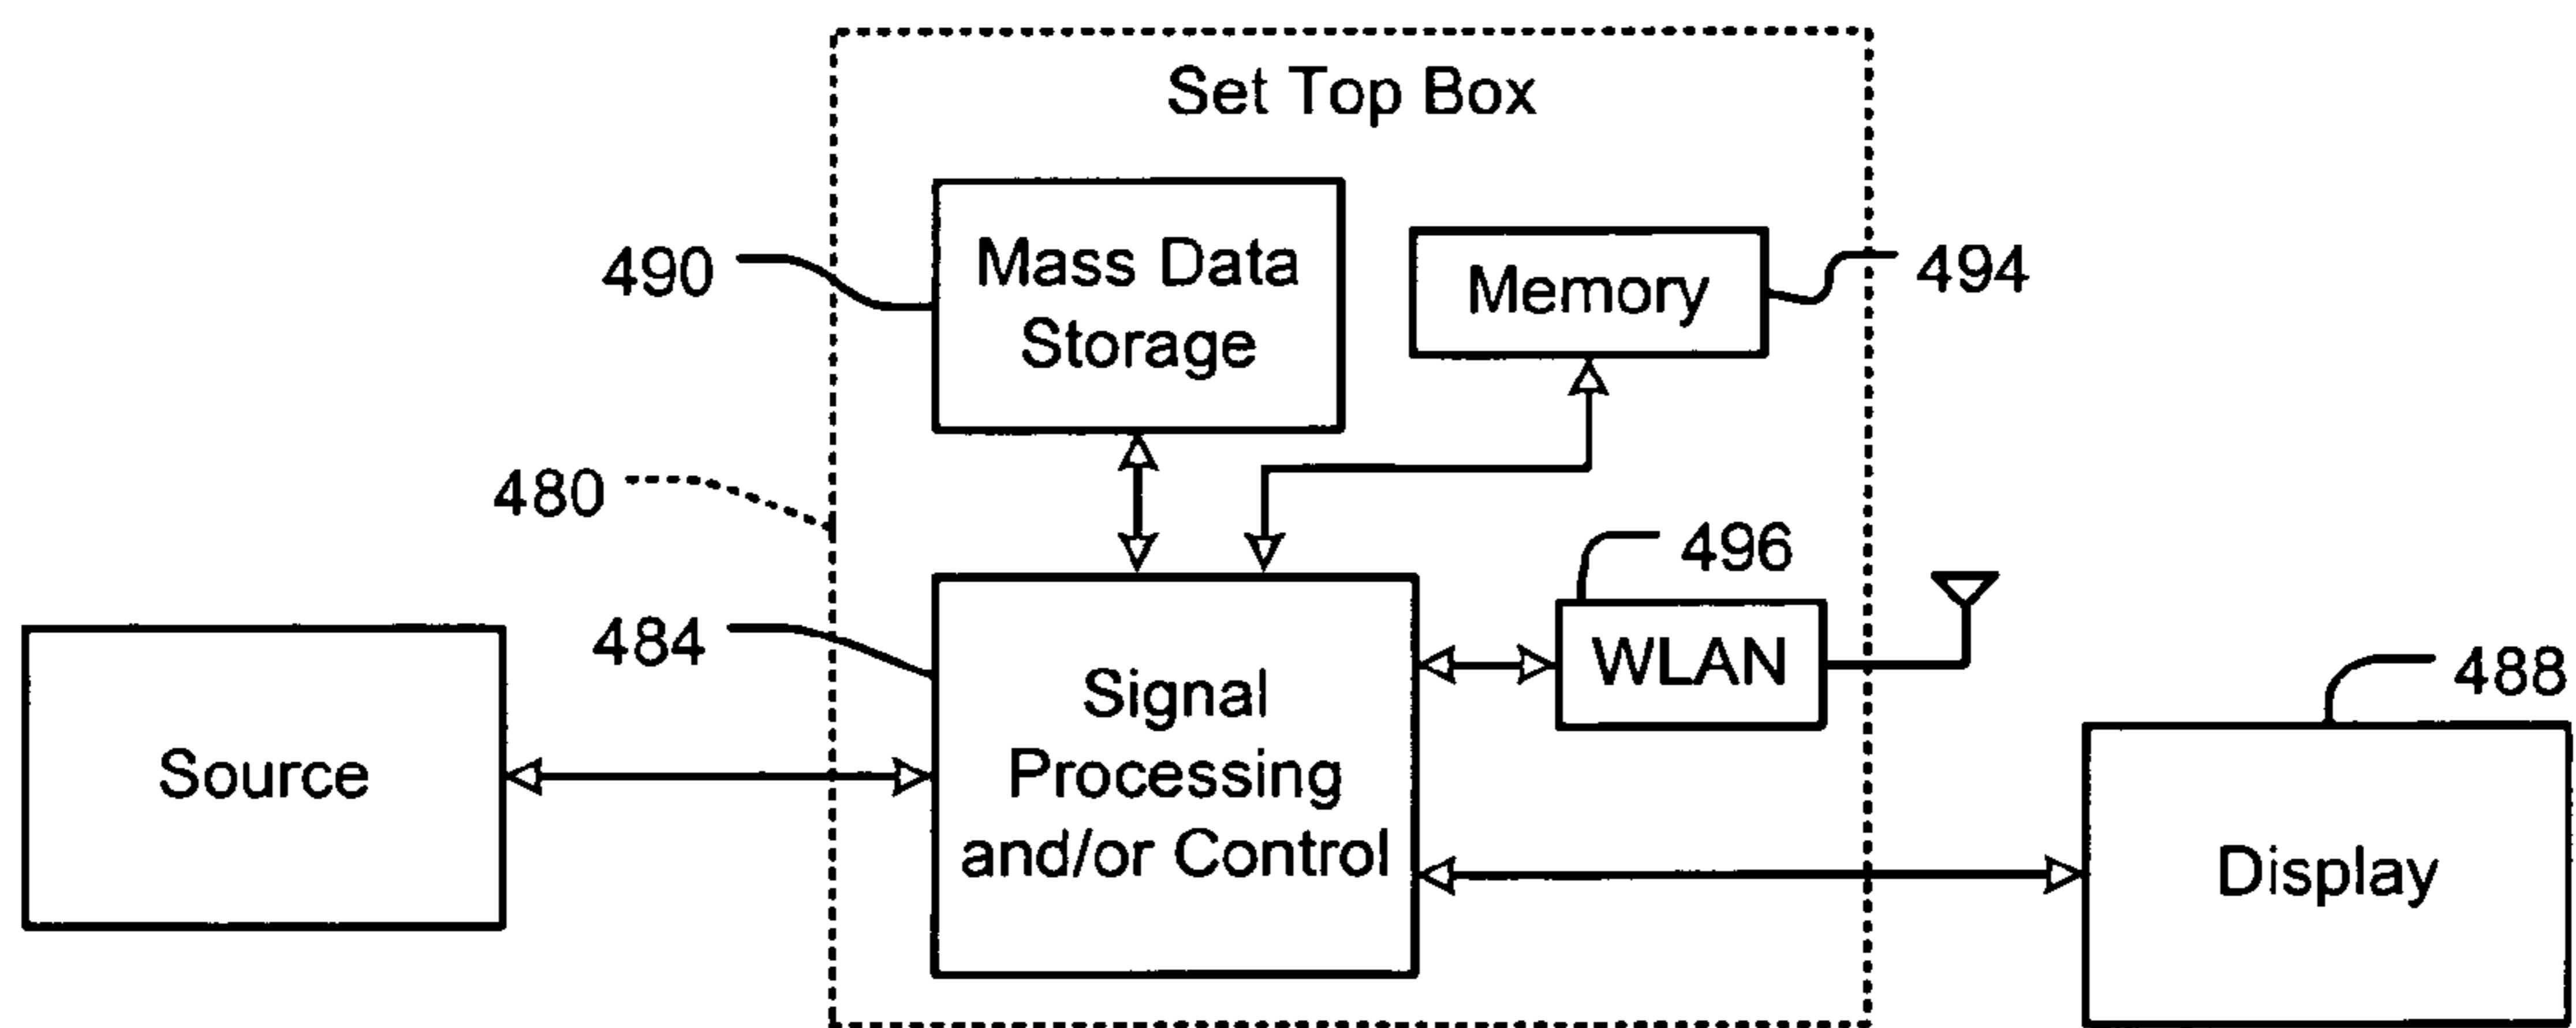 Set Top Box
490
Mass Data
Storage
Memory
494
480
496
WLAN
484
Signal
Processing
and/or Control
Source
488
Display